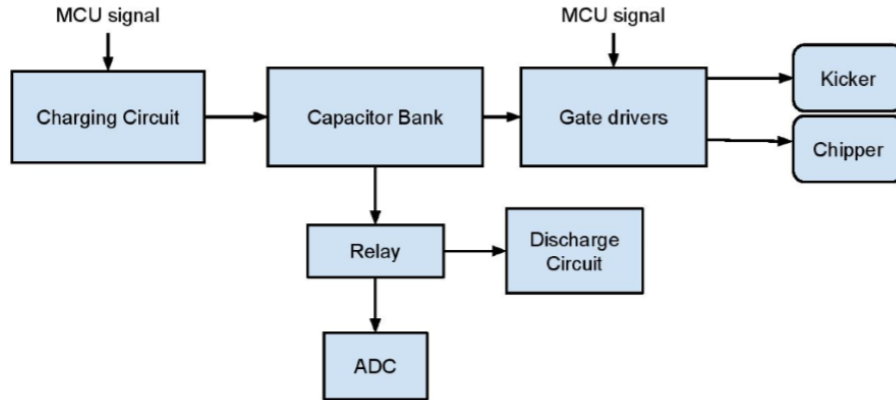 MCU signal
MCU signal
Charging Circuit
Capacitor Bank
Gate drivers
Kicker
Chipper
Relay
Discharge
Circuit
ADC